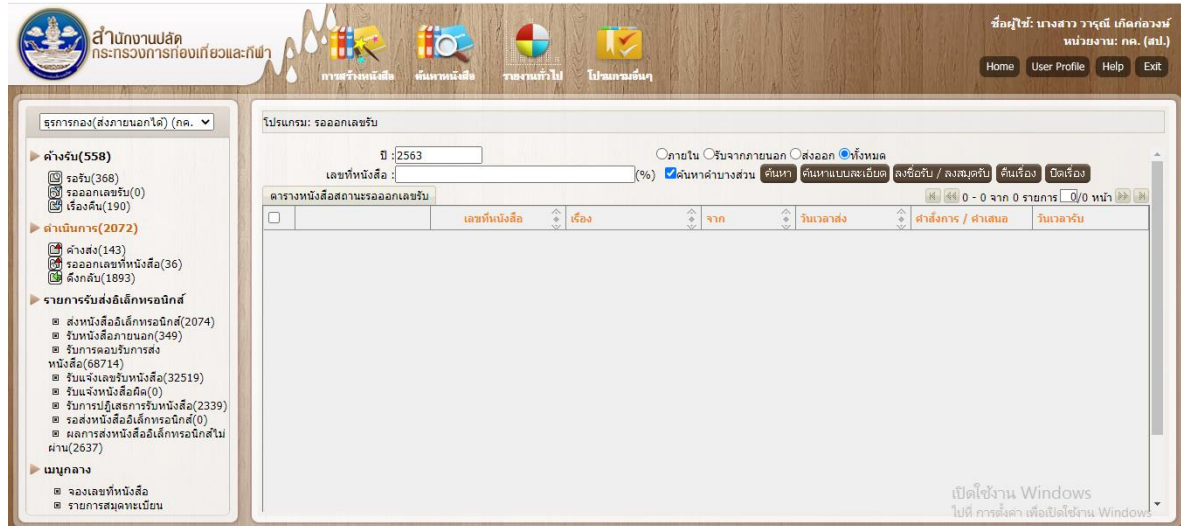 สำนักงานปลัด
กระทรวงการท่องเที่ยวและกีฬา
การสร้างหนังสือ
ค้นหาหนังสือ
รายงานทั่วไป
โปรแกรมอื่นๆ
ชื่อผู้ใช้: นางสาว วารุณี เกิดก่อวงษ์
หน่วยงาน: กค. (สป.)
Home User Profile Help Exit
ธุรการกอง(ส่งภายนอกได้) (กค.
ค้างรับ(558)
รอรับ(368)
รอออกเลขรับ(0)
เรื่องคืน(190)
ดำเนินการ(2072)
ค้างส่ง(143)
รอออกเลขที่หนังสือ(36)
ดึงกลับ(1893)
รายการรับส่งอิเล็กทรอนิกส์
ส่งหนังสืออิเล็กทรอนิกส์(2074)
รับหนังสือภายนอก(349)
รับการตอบรับการส่ง
หนังสือ(68714)
รับแจ้งเลขรับหนังสือ(32519)
รับแจ้งหนังสือผิด(0)
รับการปฏิเสธการรับหนังสือ(2339)
รอส่งหนังสืออิเล็กทรอนิกส์(0)
ผลการส่งหนังสืออิเล็กทรอนิกส์ไม่
ผ่าน(2637)
เมนูกลาง
จองเลขที่หนังสือ
รายการสมุดทะเบียน
โปรแกรม: รอออกเลขรับ
ปี : 2563 ภายใน รับจากภายนอก ส่งออก ทั้งหมด
เลขที่หนังสือ : (%) ค้นหาคำบางส่วน ค้นหา ค้นหาแบบละเอียด ลงชื่อรับ / ลงสมุดรับ คืนเรื่อง ปิดเรื่อง
ตารางหนังสือสถานะรอออกเลขรับ 0 - 0 จาก 0 รายการ 0/0 หน้า
เลขที่หนังสือ เรื่อง จาก วันเวลาส่ง คำสั่งการ / คำเสนอ วันเวลารับ
เปิดใช้งาน Windows
ไปที่ การตั้งค่า เพื่อเปิดใช้งาน Windows